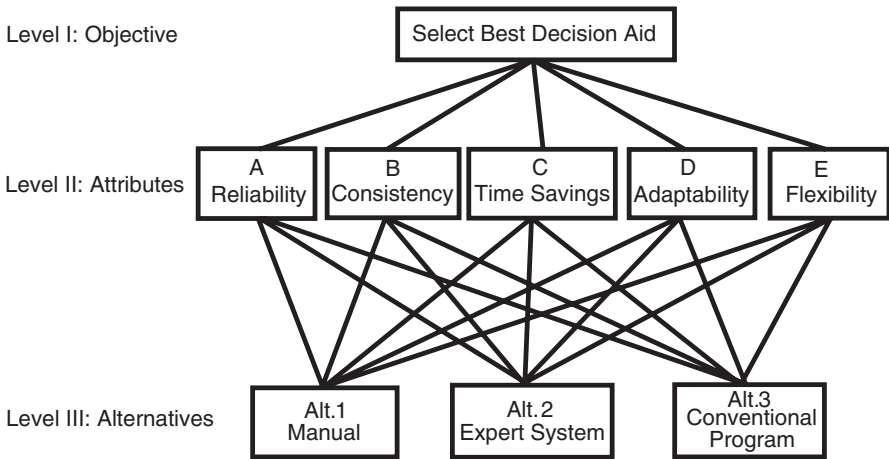 Level I: Objective
Select Best Decision Aid
Level II: Attributes
A
Reliability
B
Consistency
C
Time Savings
D
Adaptability
E
Flexibility
Level III: Alternatives
Alt.1
Manual
Alt.2
Expert System
Alt.3
Conventional
Program